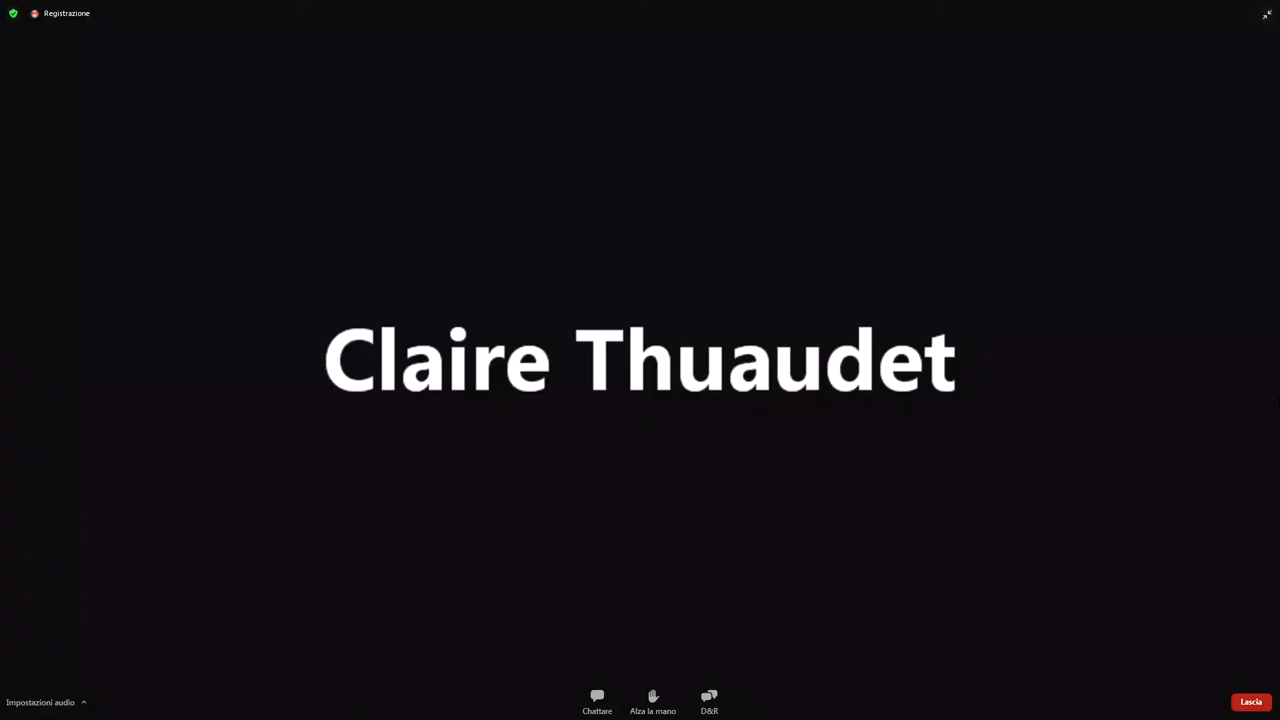 Registrazione
Claire Thuaudet
Impostazioni audio
Chattare
Alza la mano
D&R
Lascia